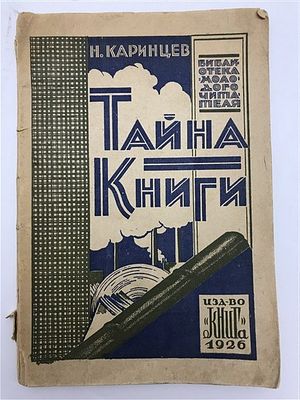 Н. КАРИНЦЕВ
БИБЛИ-
ОТЕКА
МОЛО-
ДОГО
ЧИТА-
ТЕЛЯ
ТАЙНА
КНИГИ
ИЗД-ВО
„КНИГА“
1926